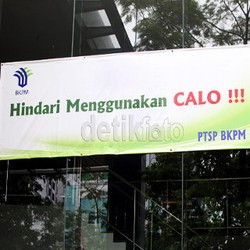 BKPM
Hindari Menggunakan CALO !!!
detikfoto
PTSP BKPM